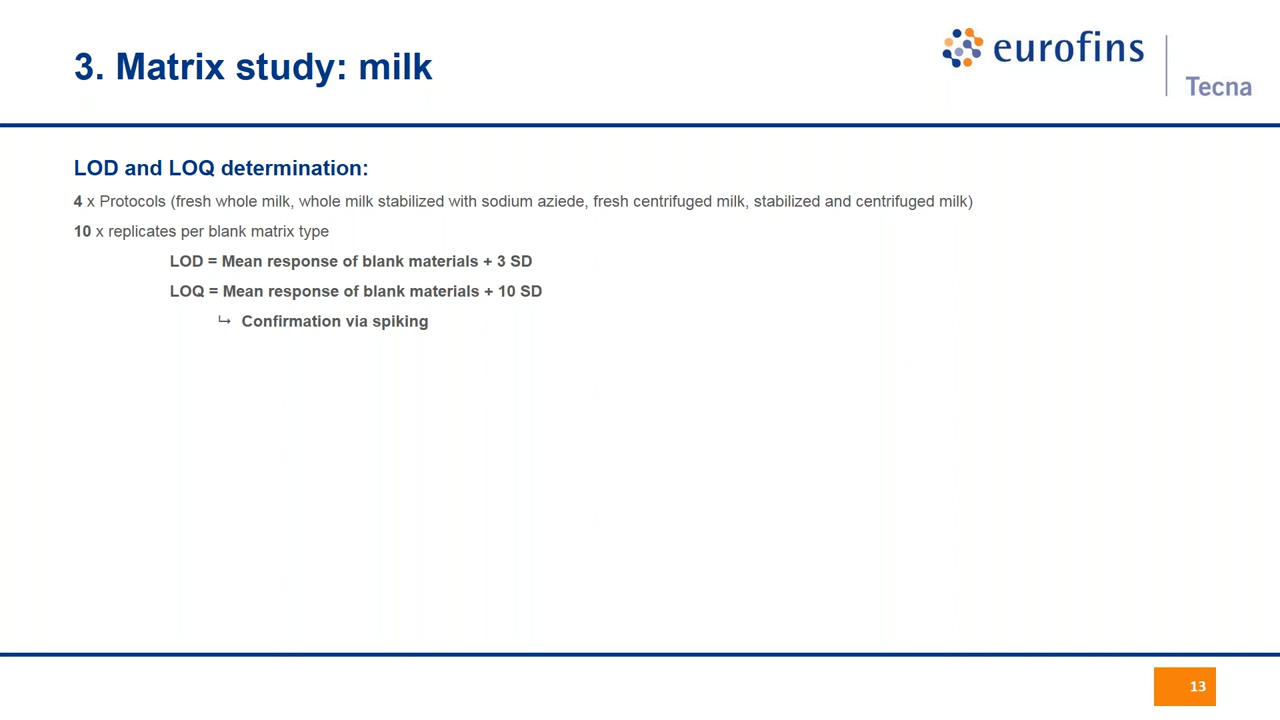 3. Matrix study: milk
eurofins
Tecna
LOD and LOQ determination:
4 x Protocols (fresh whole milk, whole milk stabilized with sodium aziede, fresh centrifuged milk, stabilized and centrifuged milk)
10 x replicates per blank matrix type
LOD = Mean response of blank materials + 3 SD
LOQ = Mean response of blank materials + 10 SD
↳ Confirmation via spiking
13